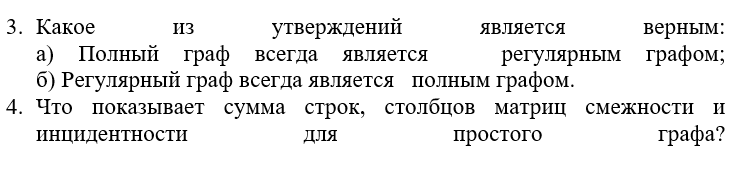 3. Какое из утверждений является верным:
а) Полный граф всегда является регулярным графом;
б) Регулярный граф всегда является полным графом.
4. Что показывает сумма строк, столбцов матриц смежности и
инцидентности для простого графа?